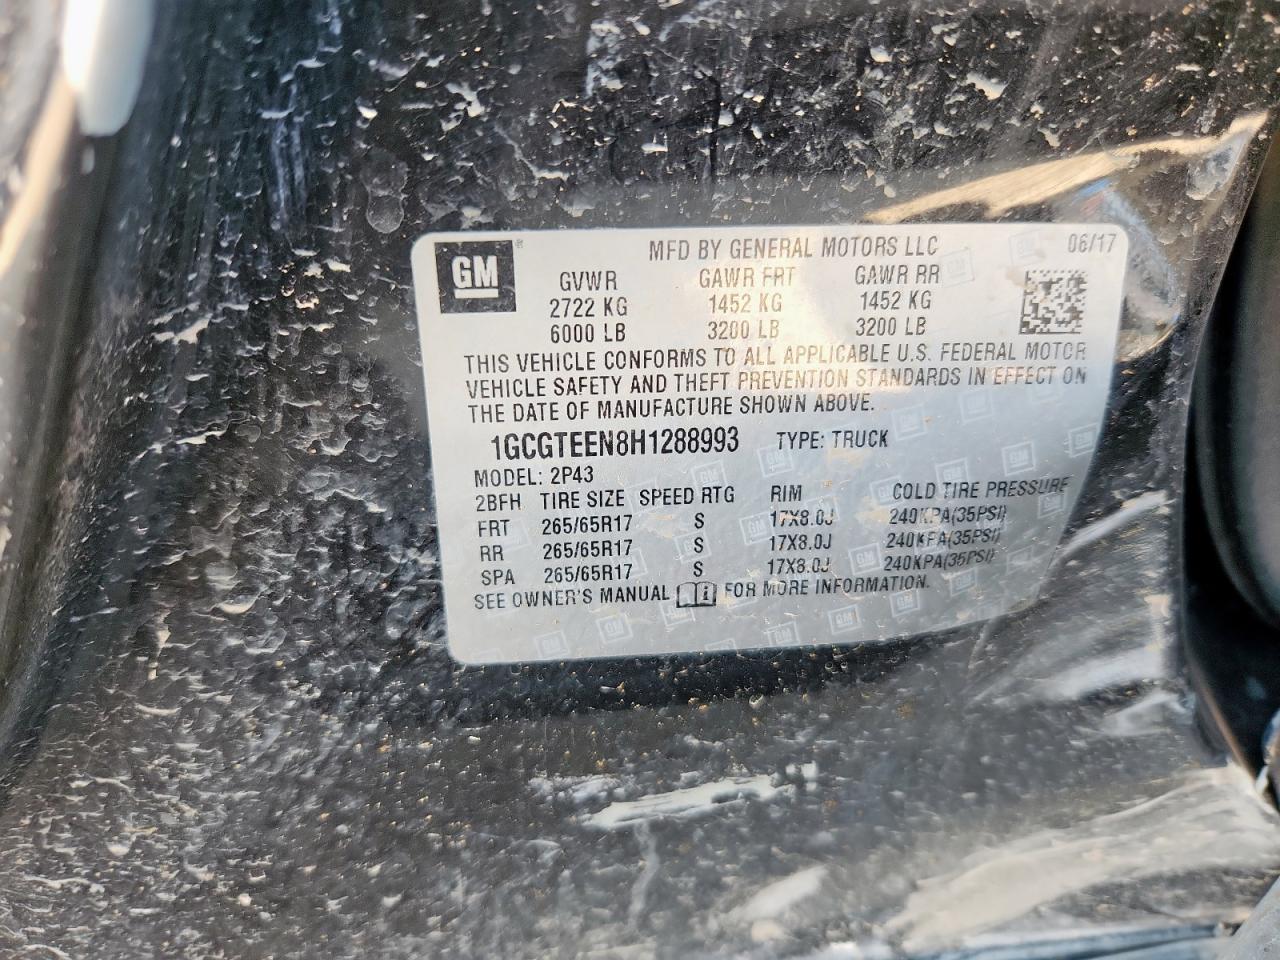 GM ® MFD BY GENERAL MOTORS LLC 06/17
GVWR GAWR FRT GAWR RR
2722 KG 1452 KG 1452 KG
6000 LB 3200 LB 3200 LB
THIS VEHICLE CONFORMS TO ALL APPLICABLE U.S. FEDERAL MOTOR
VEHICLE SAFETY AND THEFT PREVENTION STANDARDS IN EFFECT ON
THE DATE OF MANUFACTURE SHOWN ABOVE.
1GCGTEEN8H1288993 TYPE: TRUCK
MODEL: 2P43
2BFH TIRE SIZE SPEED RTG RIM COLD TIRE PRESSURE
FRT 265/65R17 S 17X8.0J 240KPA(35PSI)
RR 265/65R17 S 17X8.0J 240KPA(35PSI)
SPA 265/65R17 S 17X8.0J 240KPA(35PSI)
SEE OWNER'S MANUAL i FOR MORE INFORMATION.